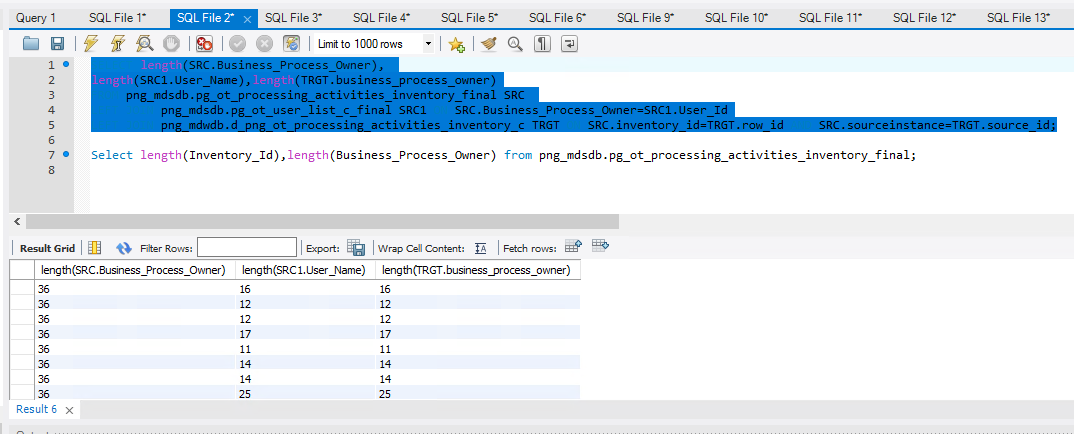 Query 1 SQL File 2* SQL File 2* SQL File 3* SQL File 4* SQL File 5* SQL File 6* SQL File 9* SQL File 10* SQL File 11* SQL File 12* SQL File 13*
Limit to 1000 rows
1 length(SRC.Business_Process_Owner),
2 length(SRC1.User_Name),length(TRGT.business_process_owner)
3 png_mdsdb.pg_ot_processing_activities_inventory_final SRC
4 png_mdsdb.pg_ot_user_list_c_final SRC1 SRC.Business_Process_Owner=SRC1.User_Id
5 png_mdwdb.d_png_ot_processing_activities_inventory_c TRGT SRC.inventory_id=TRGT.row_id SRC.sourceinstance=TRGT.source_id;
6
7 Select length(Inventory_Id),length(Business_Process_Owner) from png_mdsdb.pg_ot_processing_activities_inventory_final;
8
Result Grid Filter Rows: Export: Wrap Cell Content: Fetch rows:
length(SRC.Business_Process_Owner) length(SRC1.User_Name) length(TRGT.business_process_owner)
36 16 16
36 12 12
36 12 12
36 17 17
36 11 11
36 14 14
36 14 14
36 25 25
Result 6